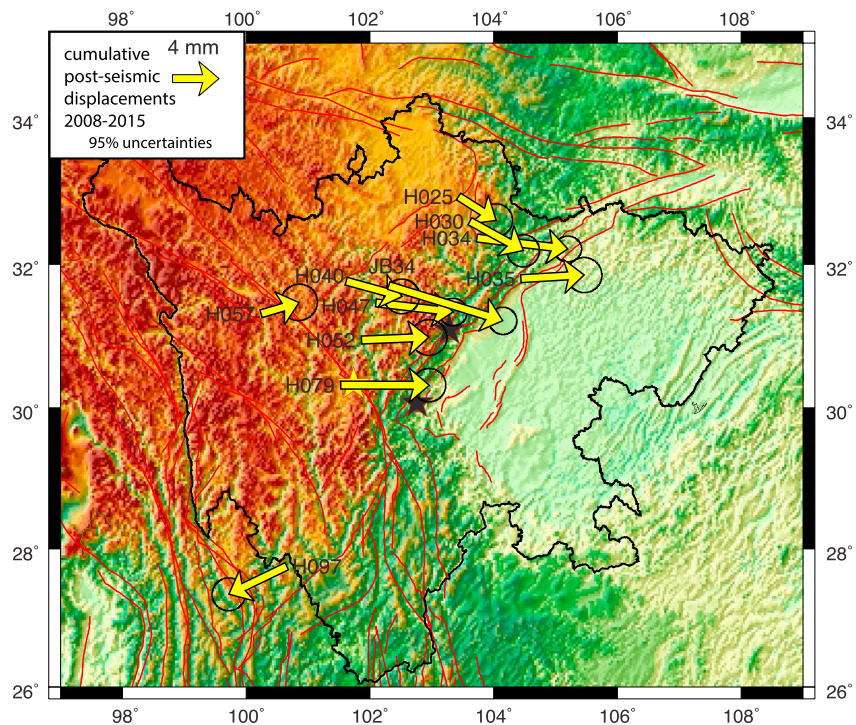 98° 100° 102° 104° 106° 108°
cumulative 4 mm
post-seismic
displacements
2008-2015
95% uncertainties
34° 34°
H025
H030
H034
32° 32°
JB34
H040
H035
H047
H057
H052
H079
30° 30°
28° 28°
H097
26° 26°
98° 100° 102° 104° 106° 108°